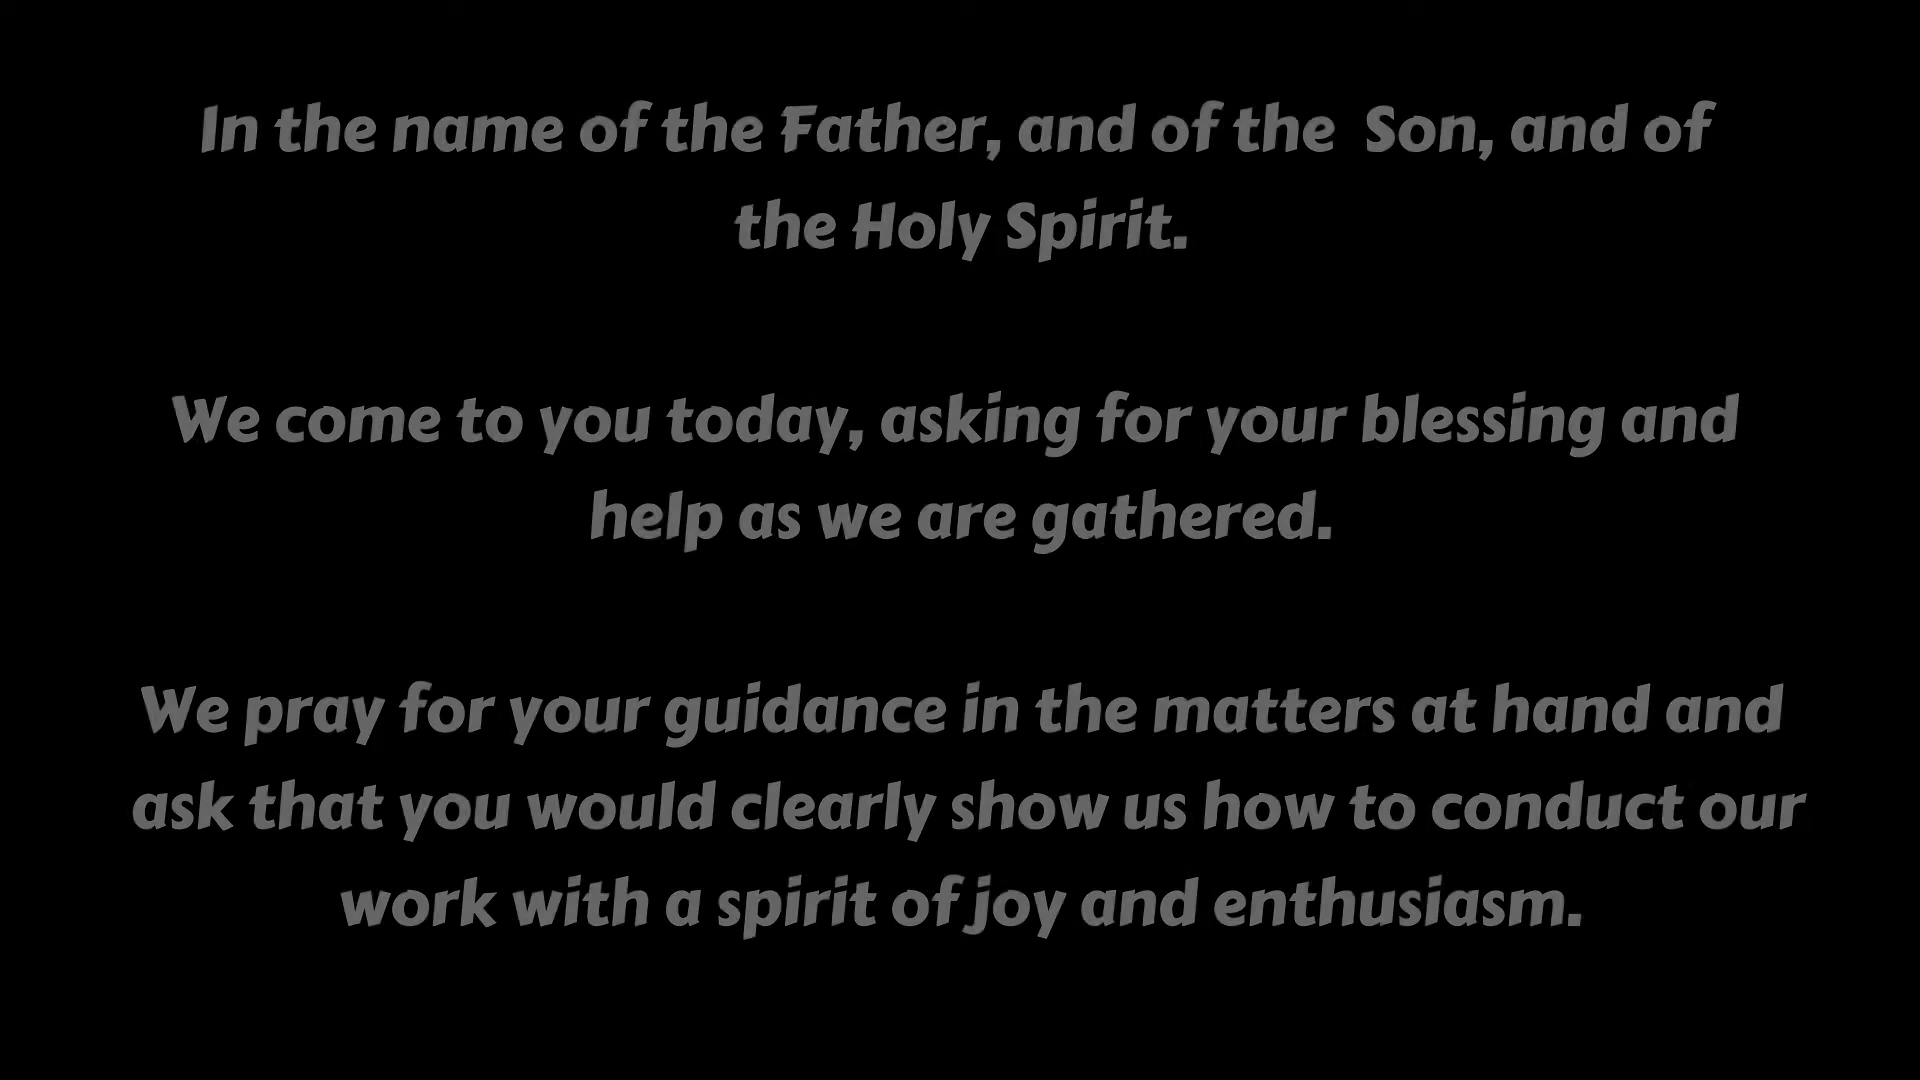 In the name of the Father, and of the  Son, and of
the Holy Spirit.
We come to you today, asking for your blessing and
help as we are gathered.
We pray for your guidance in the matters at hand and
ask that you would clearly show us how to conduct our
work with a spirit of joy and enthusiasm.